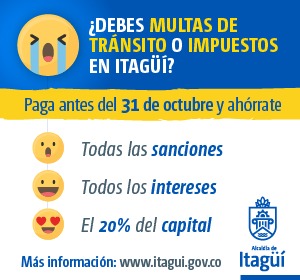 ¿DEBES MULTAS DE
TRÁNSITO O IMPUESTOS
EN ITAGÜÍ?
Paga antes del 31 de octubre y ahórrate
Todas las sanciones
Todos los intereses
El 20% del capital
Alcaldía de
Itagüí
Más información: www.itagui.gov.co